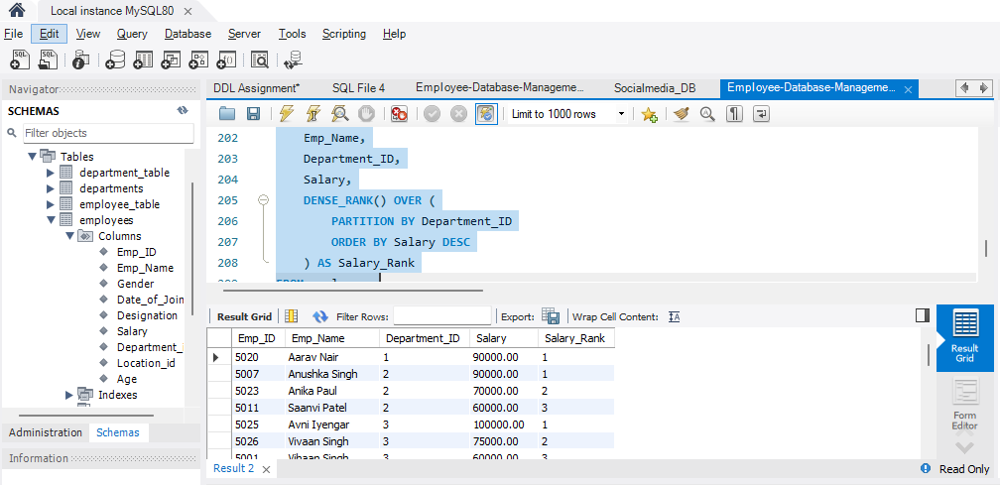 Local instance MySQL80 ×
File Edit View Query Database Server Tools Scripting Help
Navigator
SCHEMAS
Filter objects
Tables
department_table
departments
employee_table
employees
Columns
Emp_ID
Emp_Name
Gender
Date_of_Join
Designation
Salary
Department_
Location_id
Age
Indexes
Administration Schemas
Information
DDL Assignment* SQL File 4 Employee-Database-Manageme... Socialmedia_DB Employee-Database-Manageme... ×
Limit to 1000 rows
202 Emp_Name,
203 Department_ID,
204 Salary,
205 DENSE_RANK() OVER (
206 PARTITION BY Department_ID
207 ORDER BY Salary DESC
208 ) AS Salary_Rank
Result Grid Filter Rows: Export: Wrap Cell Content:
Emp_ID Emp_Name Department_ID Salary Salary_Rank
5020 Aarav Nair 1 90000.00 1
5007 Anushka Singh 2 90000.00 1
5023 Anika Paul 2 70000.00 2
5011 Saanvi Patel 2 60000.00 3
5025 Avni Iyengar 3 100000.00 1
5026 Vivaan Singh 3 75000.00 2
5001 Vihaan Singh 3 60000.00 3
Result Grid
Form Editor
Result 2 ×
Read Only